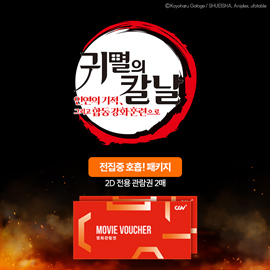 ©Koyoharu Gotoge / SHUEISHA, Aniplex, ufotable
귀멸의
칼날
인연의 기적,
그리고 합동 강화 훈련으로
전집중 호흡! 패키지
2D 전용 관람권 2매
CGV
MOVIE VOUCHER
영화관람권